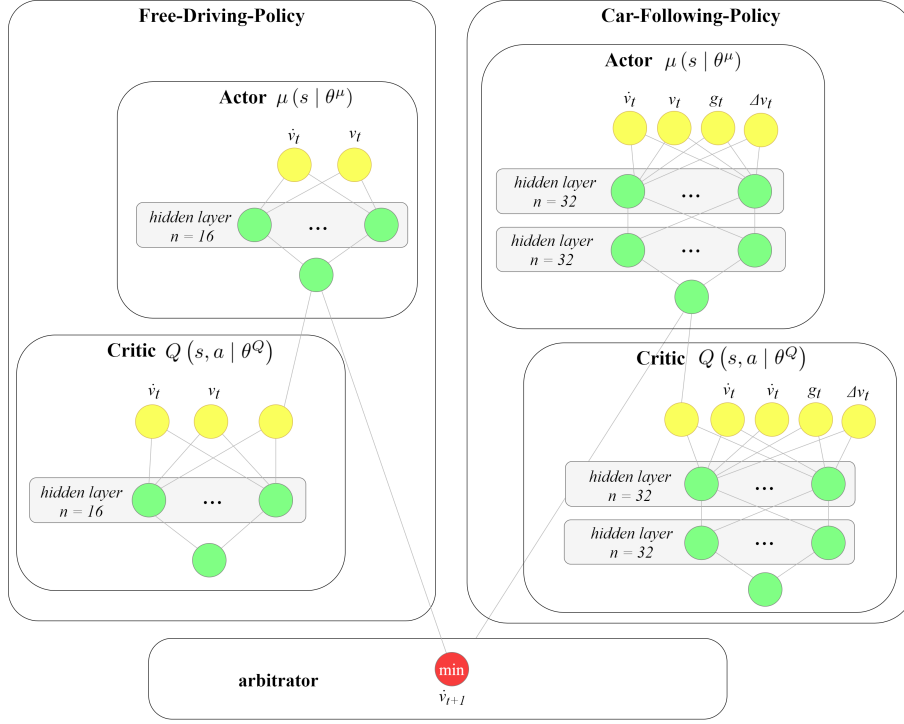 Free-Driving-Policy
Actor μ (s | θ^μ)
v̇_t v_t
hidden layer
n = 16
...
Critic Q (s, a | θ^Q)
v̇_t v_t
hidden layer
n = 16
...
Car-Following-Policy
Actor μ (s | θ^μ)
v̇_t v_t g_t Δv_t
hidden layer
n = 32
...
hidden layer
n = 32
...
Critic Q (s, a | θ^Q)
v̇_t v̇_t g_t Δv_t
hidden layer
n = 32
...
hidden layer
n = 32
...
arbitrator
min
v̇_{t+1}